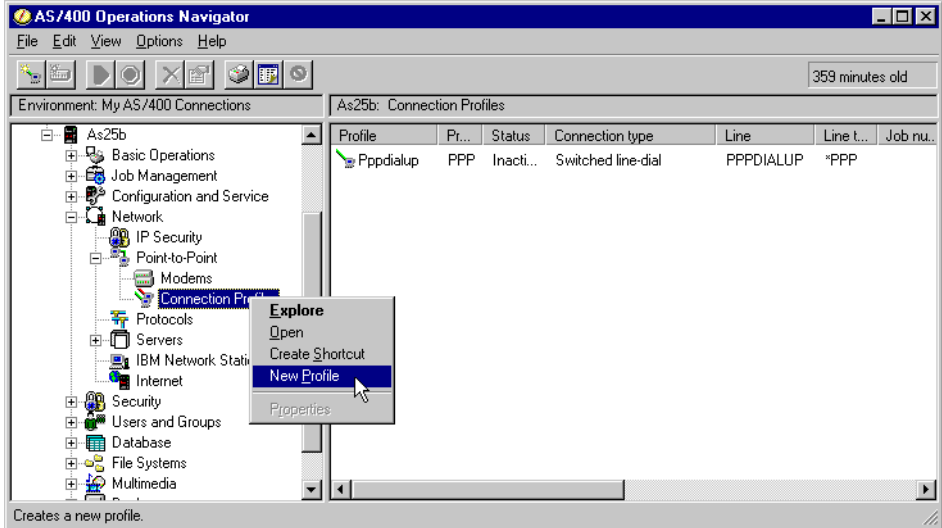 AS/400 Operations Navigator
File Edit View Options Help
359 minutes old
Environment: My AS/400 Connections
As25b: Connection Profiles
As25b
Basic Operations
Job Management
Configuration and Service
Network
IP Security
Point-to-Point
Modems
Connection
Protocols
Servers
IBM Network
Internet
Security
Users and Groups
Database
File Systems
Multimedia
Explore
Open
Create Shortcut
New Profile
Properties
Profile Pr... Status Connection type Line Line t... Job nu..
Pppdialup PPP Inacti... Switched line-dial PPPDIALUP *PPP
Creates a new profile.